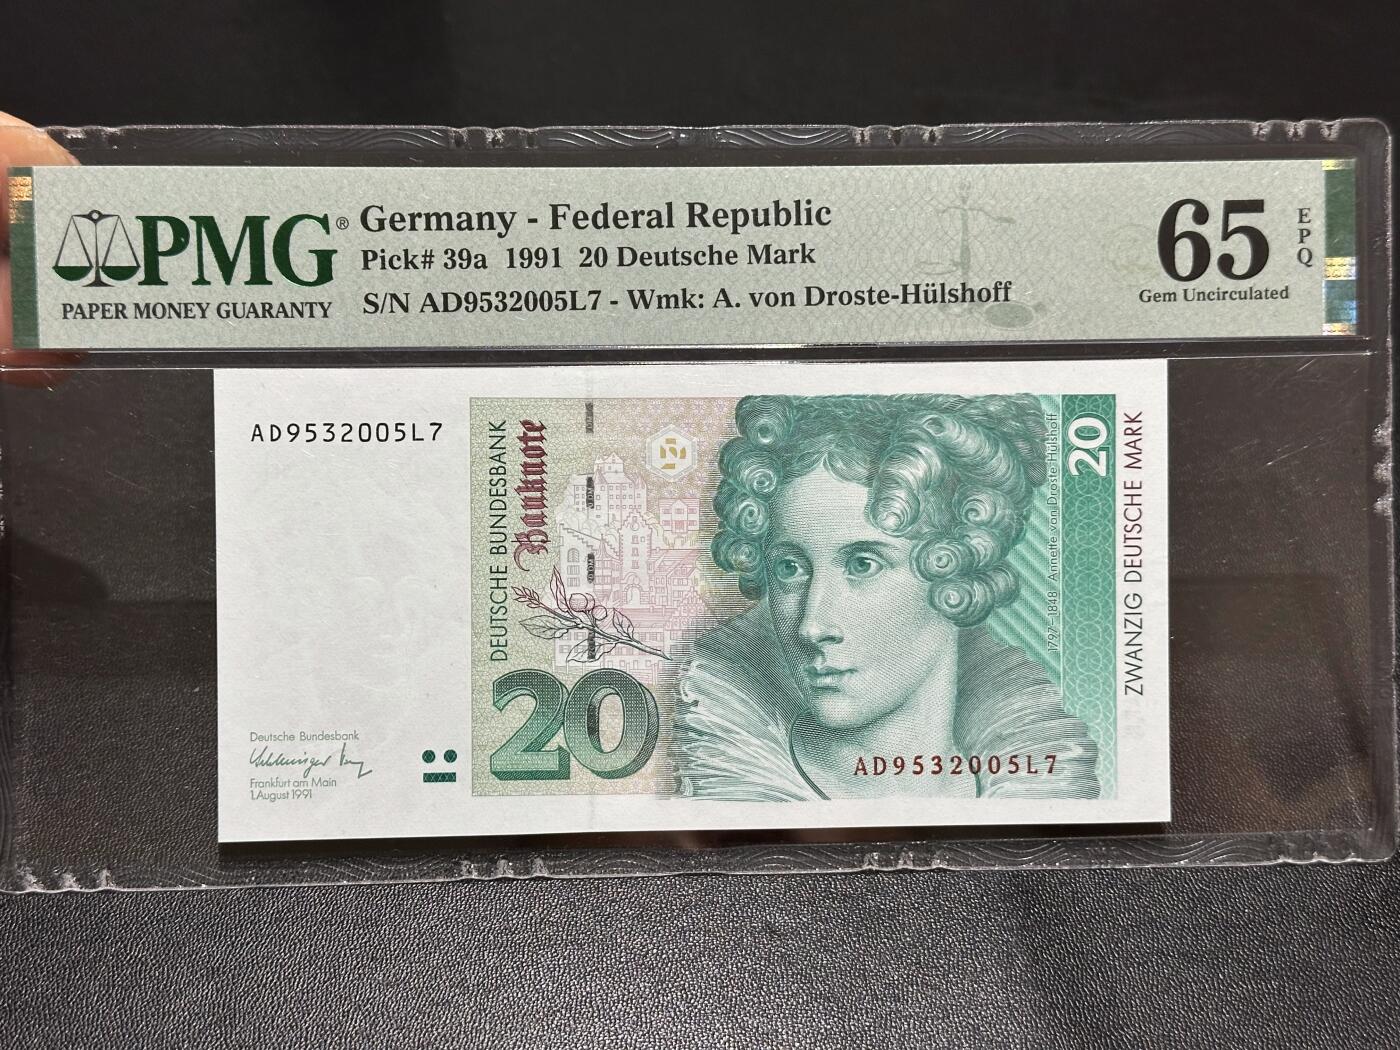 PMG®
PAPER MONEY GUARANTY
Germany - Federal Republic
Pick# 39a 1991 20 Deutsche Mark
S/N AD9532005L7 - Wmk: A. von Droste-Hülshoff
65
EPQ
Gem Uncirculated
AD9532005L7
DEUTSCHE BUNDESBANK
Banknote
20
Deutsche Bundesbank
Frankfurt am Main
1.August 1991
1797–1848 Annette von Droste-Hülshoff
20
ZWANZIG DEUTSCHE MARK
AD9532005L7